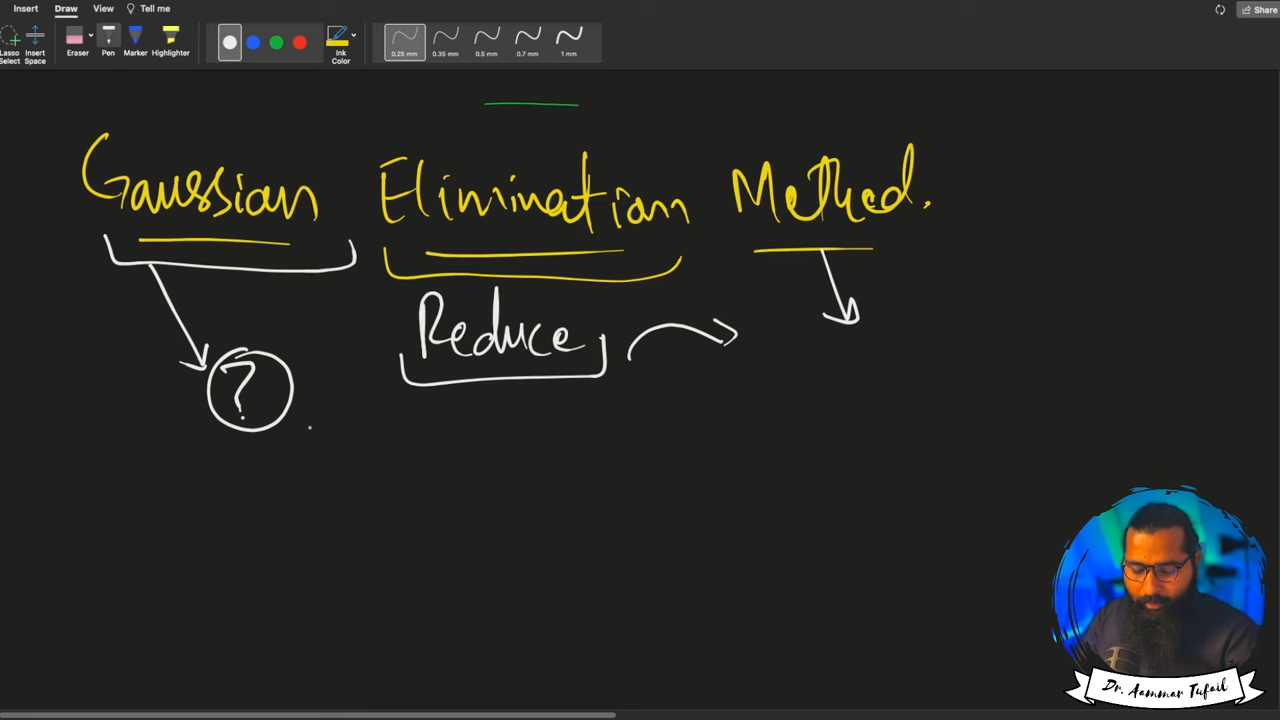 Insert Draw View Tell me Share
Lasso Select Insert Space Eraser Pen Marker Highlighter Ink Color 0.25 mm 0.35 mm 0.5 mm 0.7 mm 1 mm
Gaussian Elimination Method.
Reduce
?
Dr. Aammar Tufail